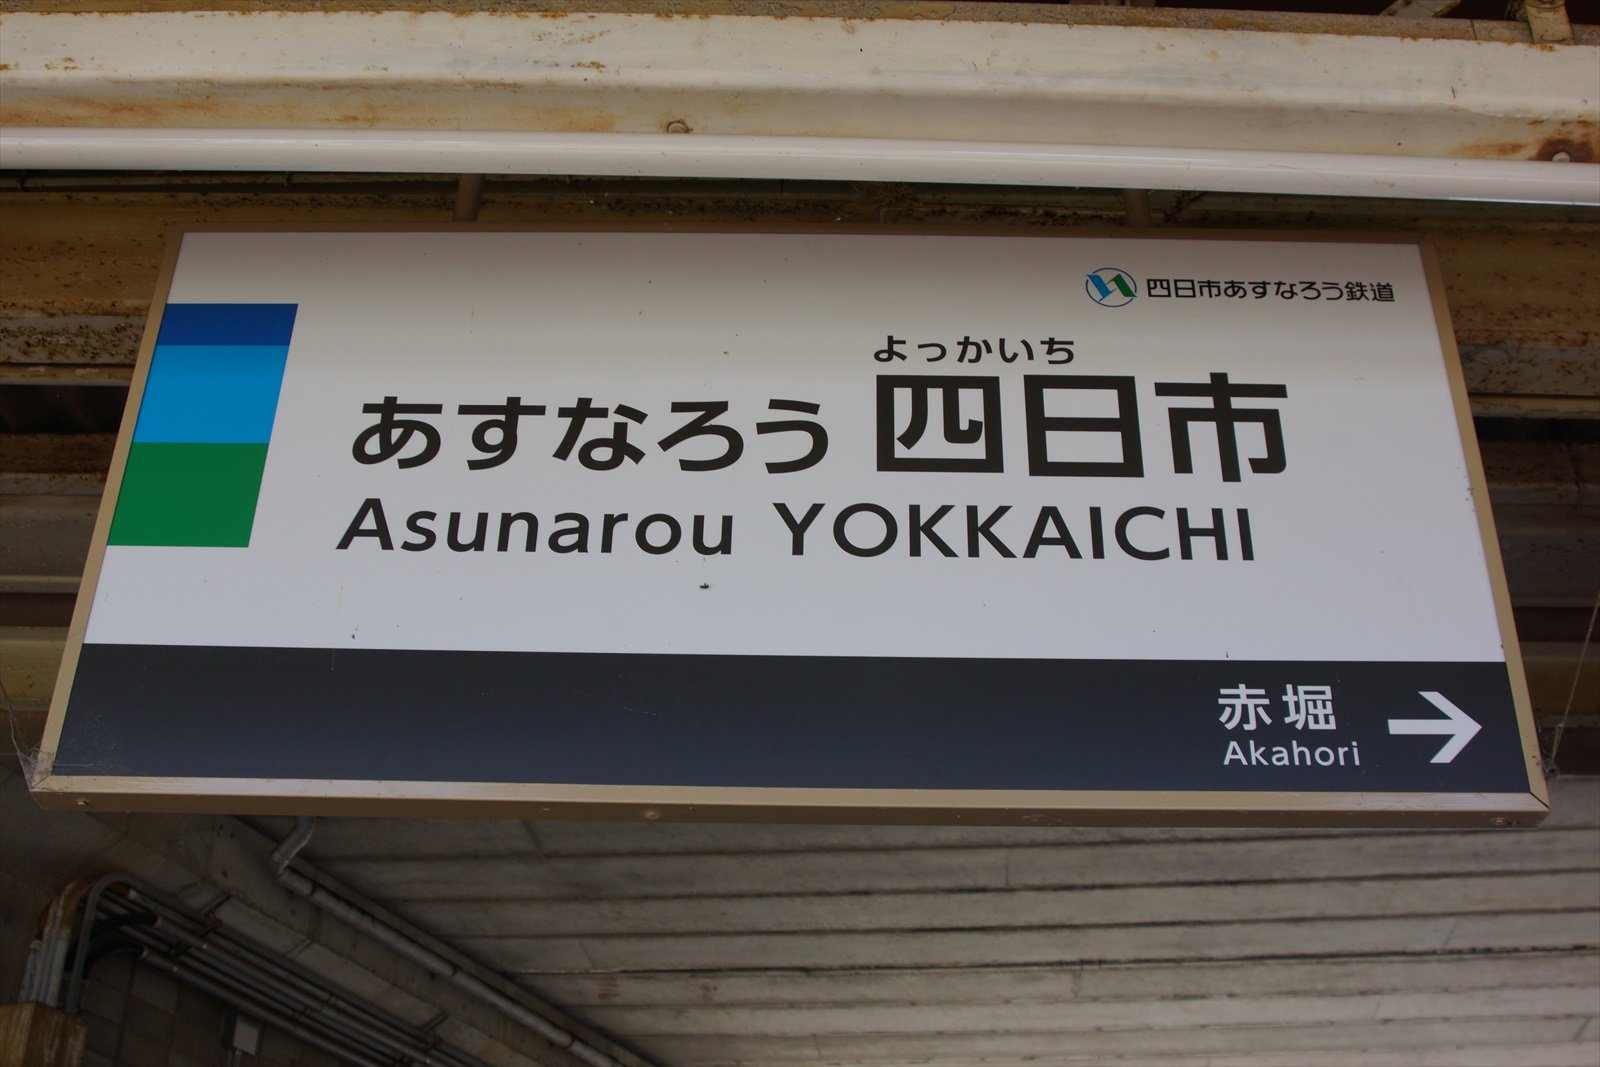 四日市あすなろう鉄道
よっかいち
あすなろう四日市
Asunarou YOKKAICHI
赤堀
Akahori